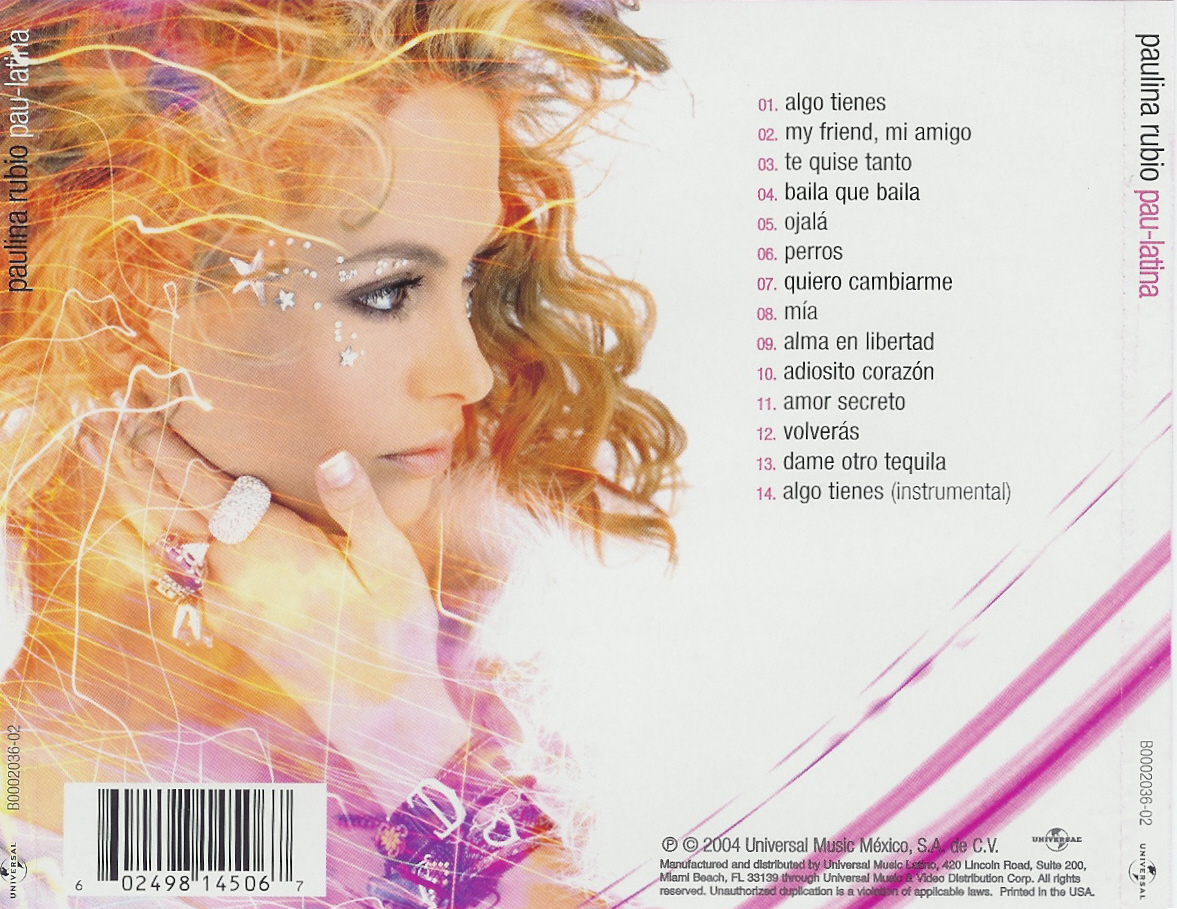 paulina rubio pau-latina
01. algo tienes
02. my friend, mi amigo
03. te quise tanto
04. baila que baila
05. ojalá
06. perros
07. quiero cambiarme
08. mía
09. alma en libertad
10. adiosito corazón
11. amor secreto
12. volverás
13. dame otro tequila
14. algo tienes (instrumental)
paulina rubio pau-latina
B0002036-02
UNIVERSAL
6 02498 14506 7
D8
℗ © 2004 Universal Music México, S.A. de C.V.
UNIVERSAL
Manufactured and distributed by Universal Music Latino, 420 Lincoln Road, Suite 200,
Miami Beach, FL 33139 through Universal Music & Video Distribution Corp. All rights
reserved. Unauthorized duplication is a violation of applicable laws. Printed in the USA.
B0002036-02
UNIVERSAL